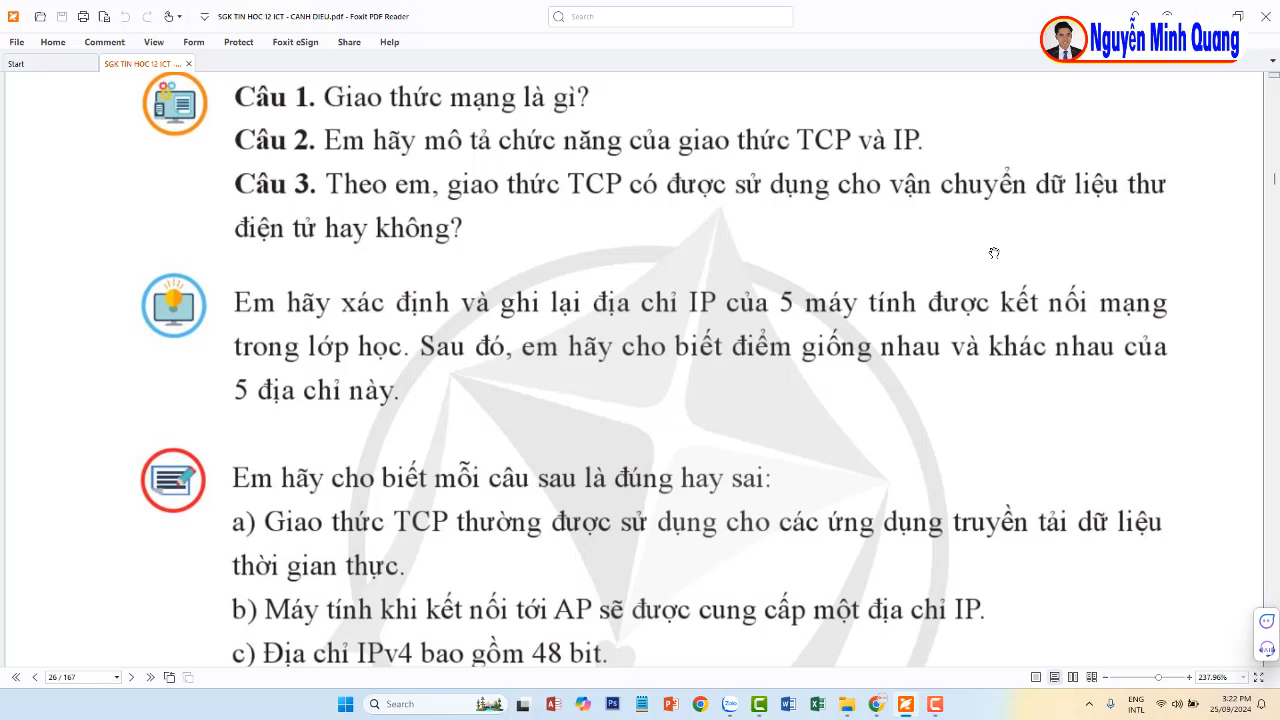 SGK TIN HOC 12 ICT - CANH DIEU.pdf - Foxit PDF Reader
Search
Nguyễn Minh Quang
File Home Comment View Form Protect Foxit eSign Share Help
Start
SGK TIN HOC 12 ICT -...
Câu 1. Giao thức mạng là gì?
Câu 2. Em hãy mô tả chức năng của giao thức TCP và IP.
Câu 3. Theo em, giao thức TCP có được sử dụng cho vận chuyển dữ liệu thư
điện tử hay không?
Em hãy xác định và ghi lại địa chỉ IP của 5 máy tính được kết nối mạng
trong lớp học. Sau đó, em hãy cho biết điểm giống nhau và khác nhau của
5 địa chỉ này.
Em hãy cho biết mỗi câu sau là đúng hay sai:
a) Giao thức TCP thường được sử dụng cho các ứng dụng truyền tải dữ liệu
thời gian thực.
b) Máy tính khi kết nối tới AP sẽ được cung cấp một địa chỉ IP.
c) Địa chỉ IPv4 bao gồm 48 bit.
26 / 167
237.96%
Search
INTL
3:22 PM
25/09/2024